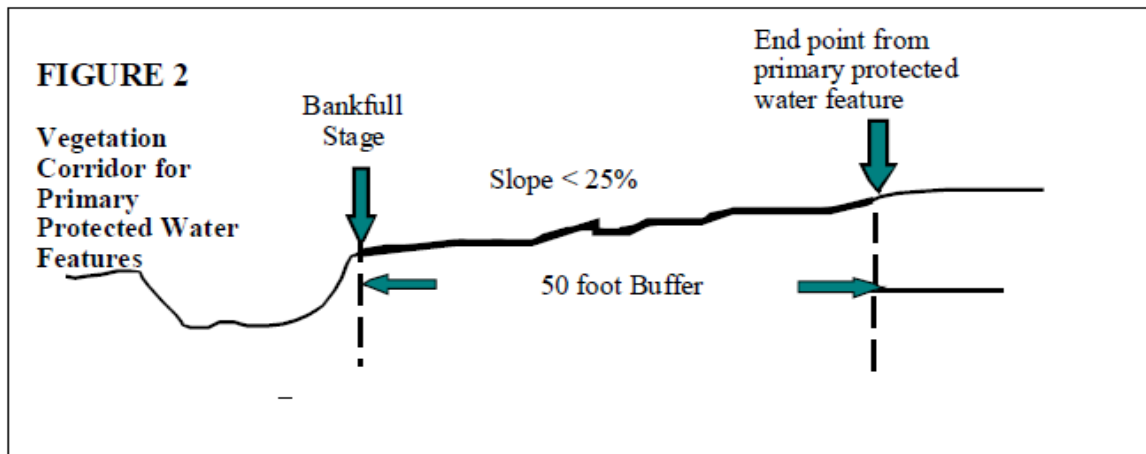 FIGURE 2
Vegetation
Corridor for
Primary
Protected Water
Features
Bankfull
Stage
Slope < 25%
End point from
primary protected
water feature
50 foot Buffer